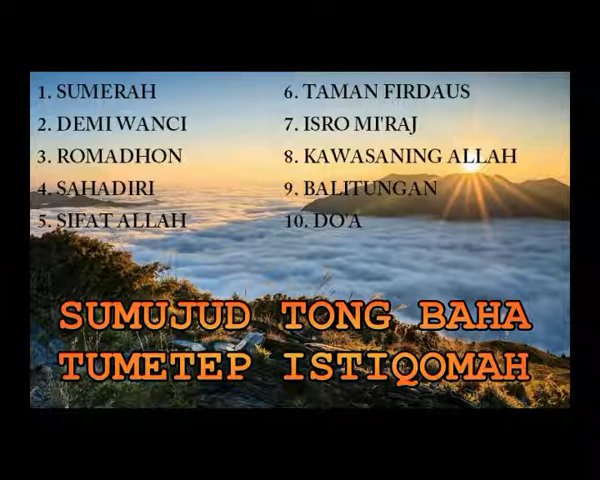 1. SUMERAH
2. DEMI WANCI
3. ROMADHON
4. SAHADIRI
5. SIFAT ALLAH
6. TAMAN FIRDAUS
7. ISRO MI'RAJ
8. KAWASANING ALLAH
9. BALITUNGAN
10. DO'A
SUMUJUD TONG BAHA
TUMETEP ISTIQOMAH